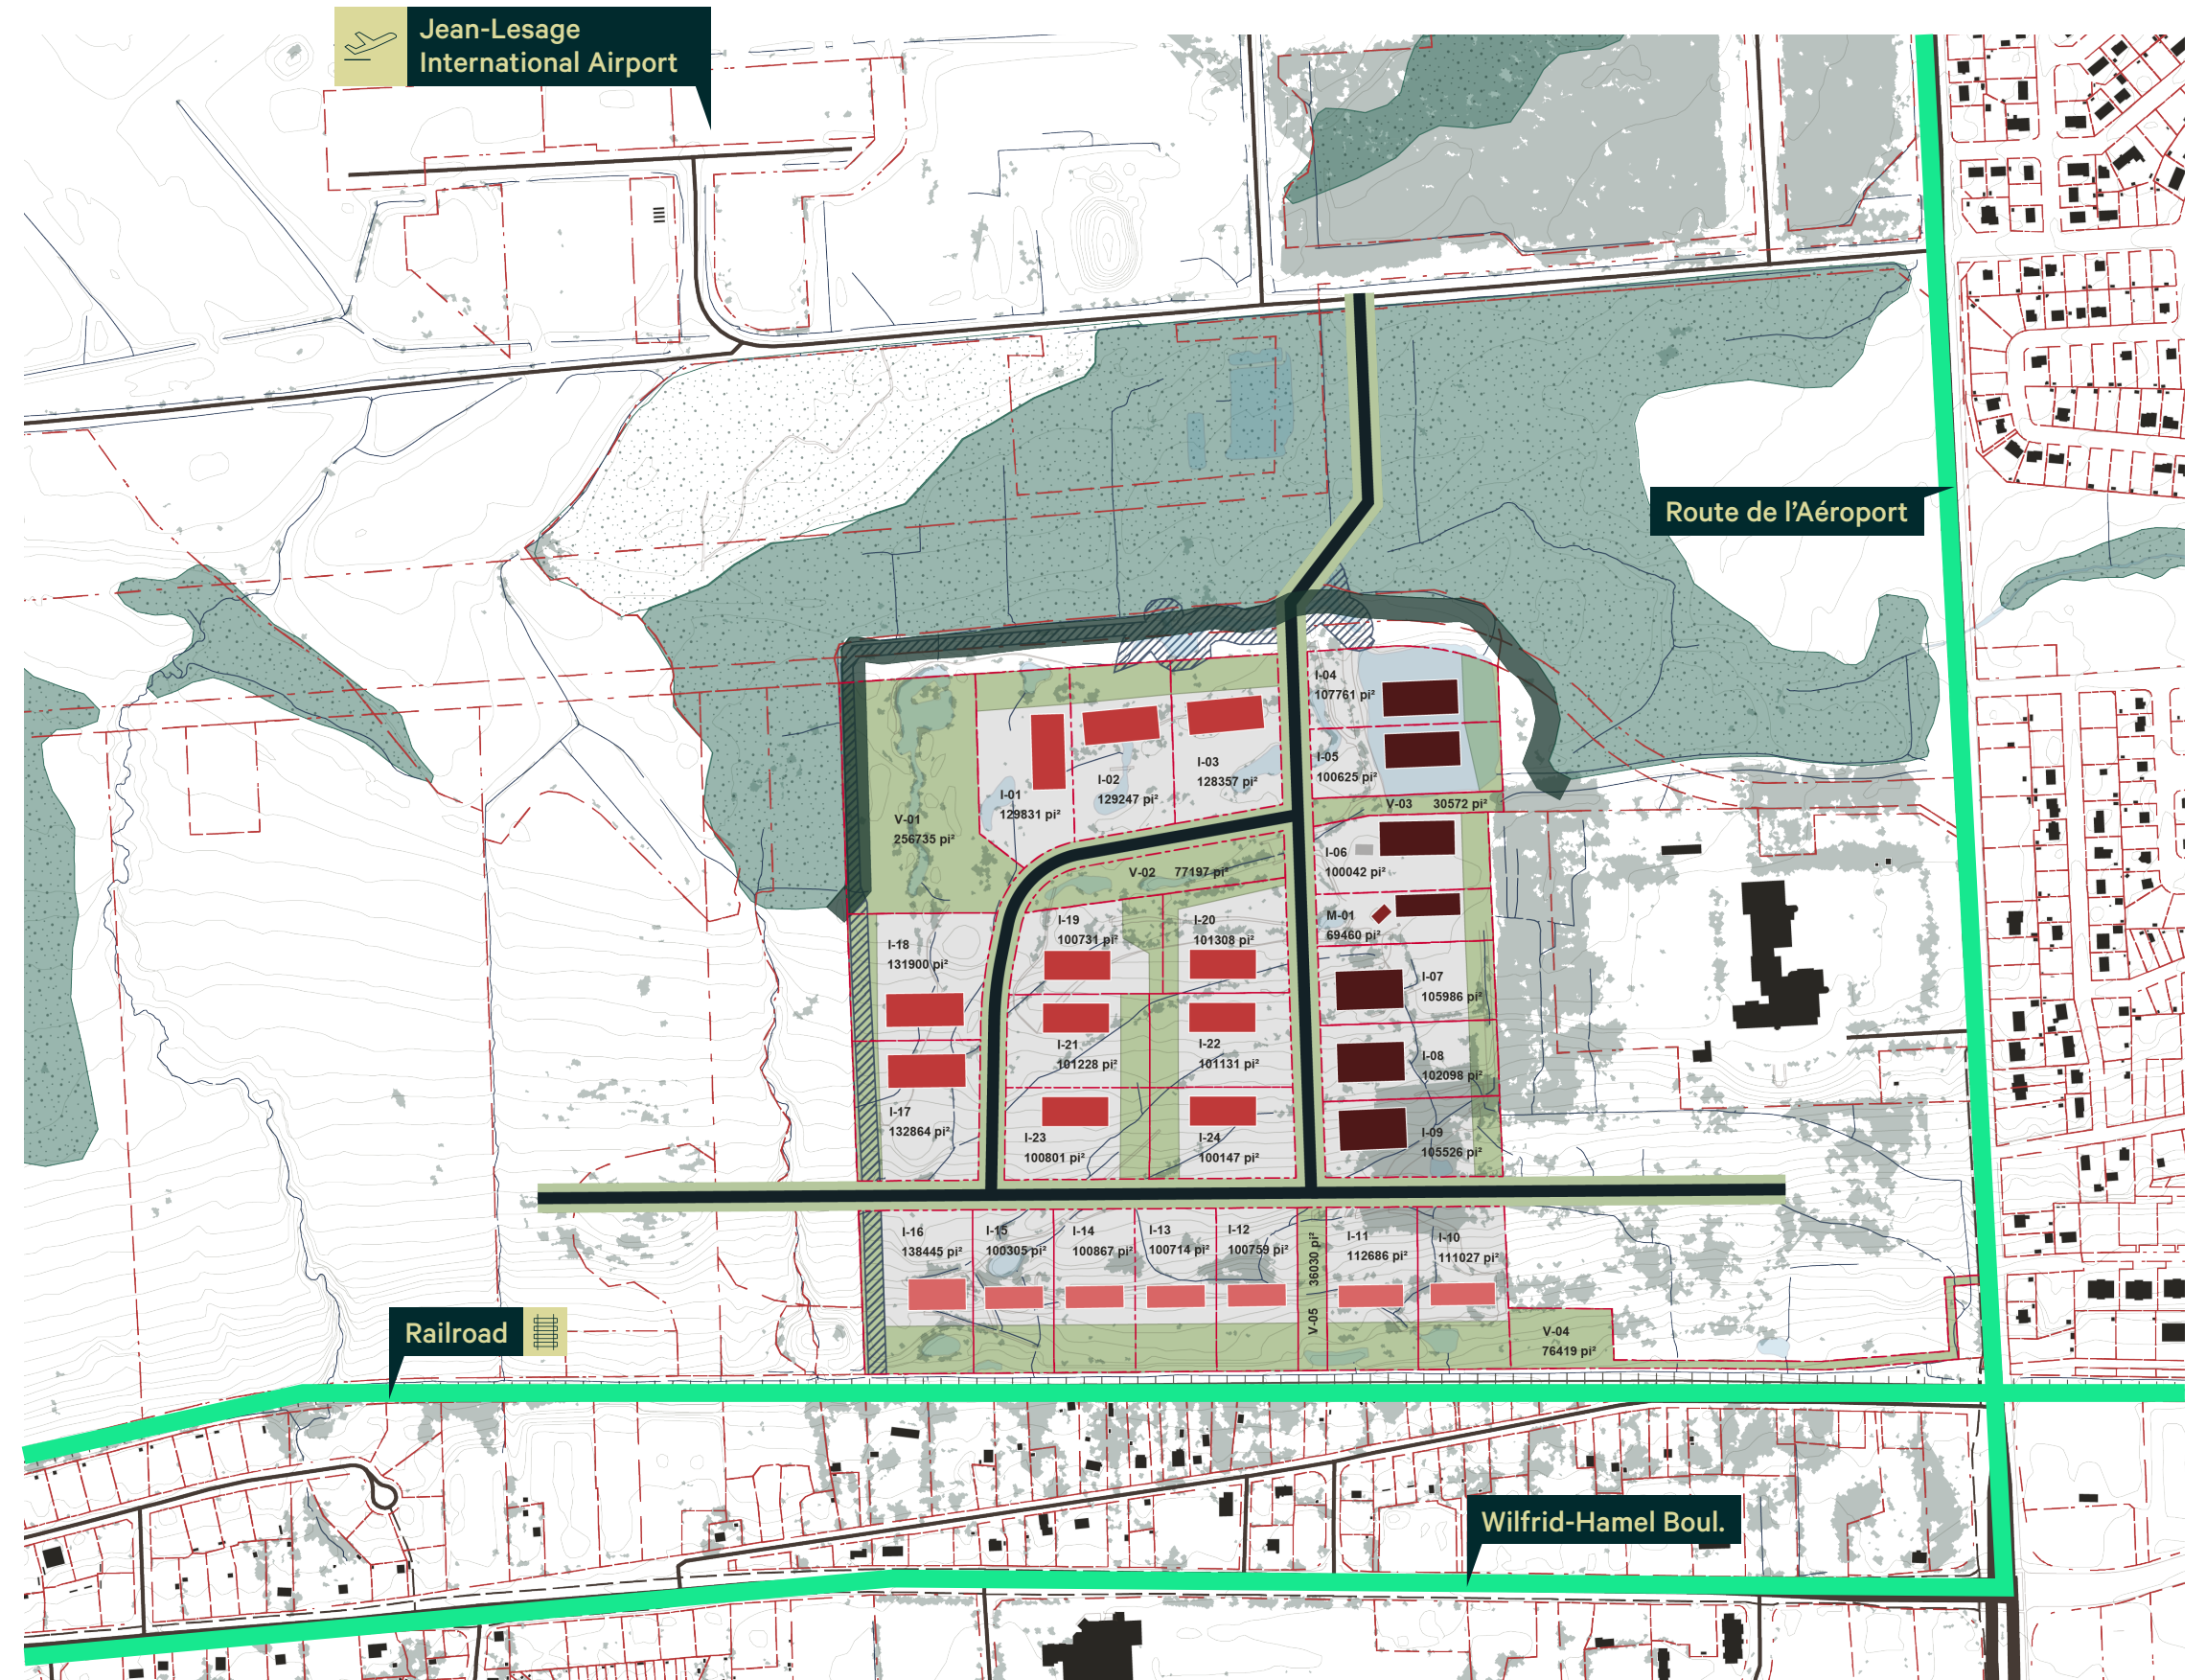 Jean-Lesage
International Airport
Route de l'Aéroport
I-04
107761 pi²
I-05
100625 pi²
I-03
128357 pi²
I-02
129247 pi²
I-01
129831 pi²
V-01
256735 pi²
V-03 30572 pi²
I-06
100042 pi²
V-02 77197 pi²
M-01
69460 pi²
I-19
100731 pi²
I-20
101308 pi²
I-18
131900 pi²
I-07
105986 pi²
I-21
101228 pi²
I-22
101131 pi²
I-08
102098 pi²
I-17
132864 pi²
I-23
100801 pi²
I-24
100147 pi²
I-09
105526 pi²
I-16
138445 pi²
I-15
100305 pi²
I-14
100867 pi²
I-13
100714 pi²
I-12
100759 pi²
V-05 36030 pi²
I-11
112686 pi²
I-10
111027 pi²
V-04
76419 pi²
Railroad
Wilfrid-Hamel Boul.